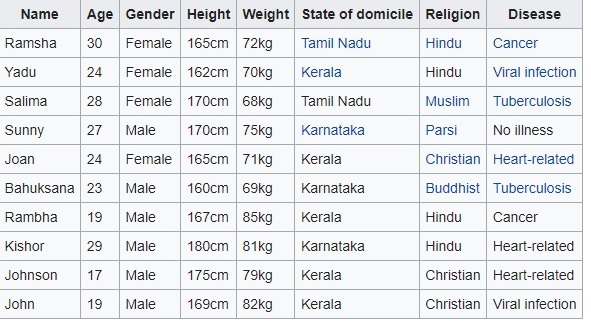 Name Age Gender Height Weight State of domicile Religion Disease
Ramsha 30 Female 165cm 72kg Tamil Nadu Hindu Cancer
Yadu 24 Female 162cm 70kg Kerala Hindu Viral infection
Salima 28 Female 170cm 68kg Tamil Nadu Muslim Tuberculosis
Sunny 27 Male 170cm 75kg Karnataka Parsi No illness
Joan 24 Female 165cm 71kg Kerala Christian Heart-related
Bahuksana 23 Male 160cm 69kg Karnataka Buddhist Tuberculosis
Rambha 19 Male 167cm 85kg Kerala Hindu Cancer
Kishor 29 Male 180cm 81kg Karnataka Hindu Heart-related
Johnson 17 Male 175cm 79kg Kerala Christian Heart-related
John 19 Male 169cm 82kg Kerala Christian Viral infection